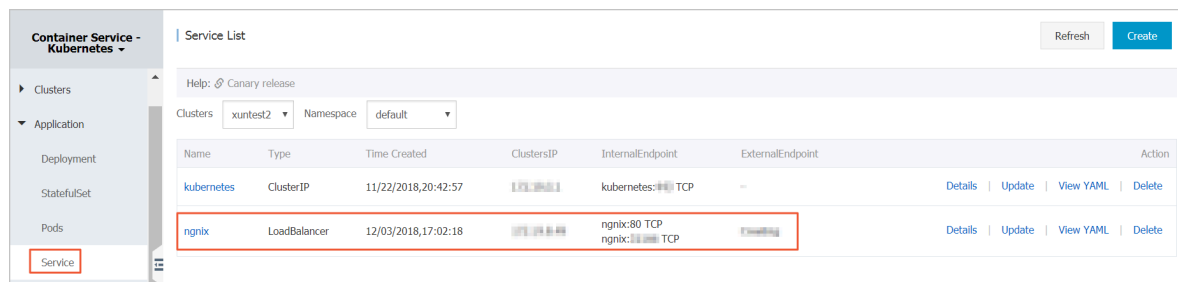 Container Service -
Kubernetes
Service List
Refresh
Create
Clusters
Help: Canary release
Clusters xuntest2 Namespace default
Application
Name Type Time Created ClustersIP InternalEndpoint ExternalEndpoint Action
Deployment
kubernetes ClusterIP 11/22/2018,20:42:57 kubernetes: TCP - Details | Update | View YAML | Delete
StatefulSet
Pods
ngnix LoadBalancer 12/03/2018,17:02:18 ngnix:80 TCP Details | Update | View YAML | Delete
ngnix: TCP
Service